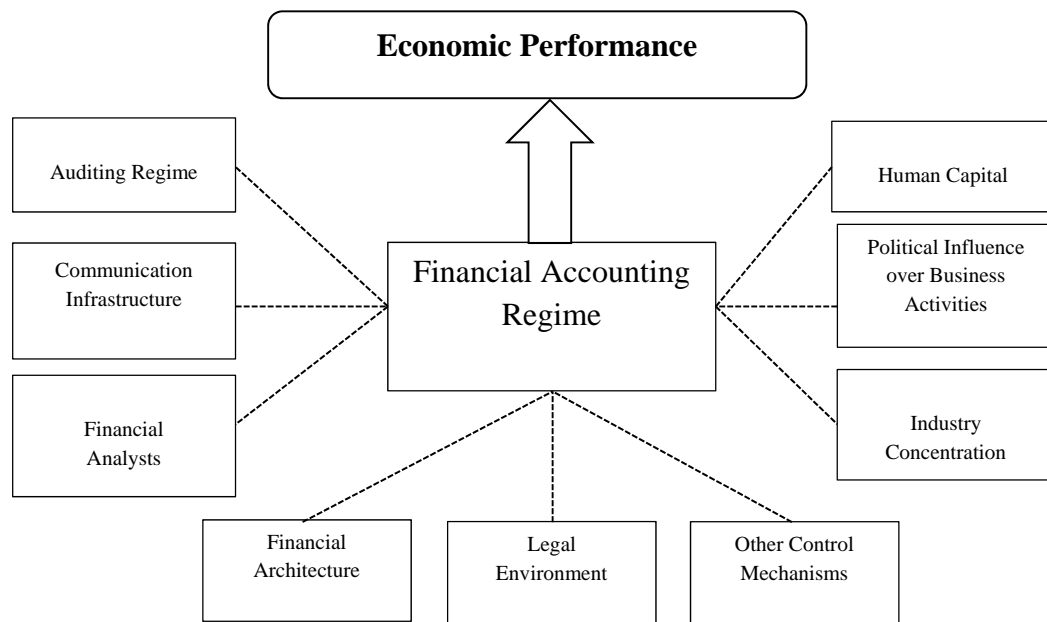 Economic Performance
Auditing Regime
Human Capital
Communication
Infrastructure
Financial Accounting
Regime
Political Influence
over Business
Activities
Financial
Analysts
Industry
Concentration
Financial
Architecture
Legal
Environment
Other Control
Mechanisms